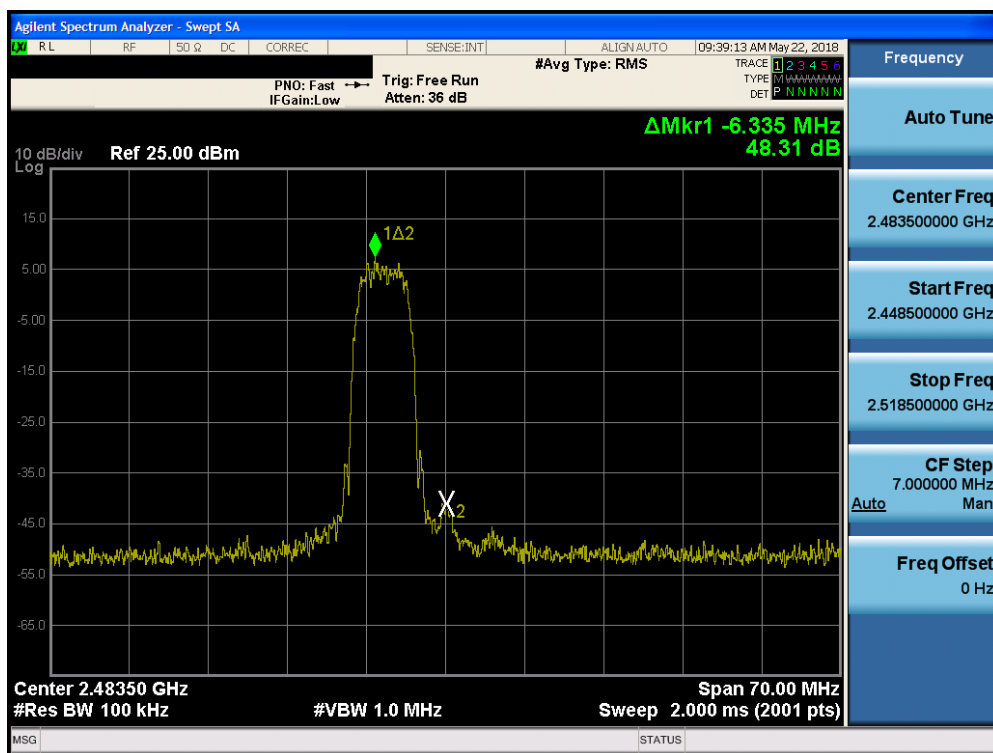 Agilent Spectrum Analyzer - Swept SA
LXI RL RF 50 Ω DC CORREC SENSE:INT ALIGN AUTO 09:39:13 AM May 22, 2018
PNO: Fast
IFGain:Low
Trig: Free Run
Atten: 36 dB
#Avg Type: RMS
TRACE 1 2 3 4 5 6
TYPE M W W W W W
DET P N N N N N
ΔMkr1 -6.335 MHz
48.31 dB
10 dB/div Ref 25.00 dBm
Log
15.0
5.00
-5.00
-15.0
-25.0
-35.0
-45.0
-55.0
-65.0
1Δ2
X2
Center 2.48350 GHz Span 70.00 MHz
#Res BW 100 kHz #VBW 1.0 MHz Sweep 2.000 ms (2001 pts)
MSG STATUS
Frequency
Auto Tune
Center Freq
2.483500000 GHz
Start Freq
2.448500000 GHz
Stop Freq
2.518500000 GHz
CF Step
7.000000 MHz
Auto Man
Freq Offset
0 Hz